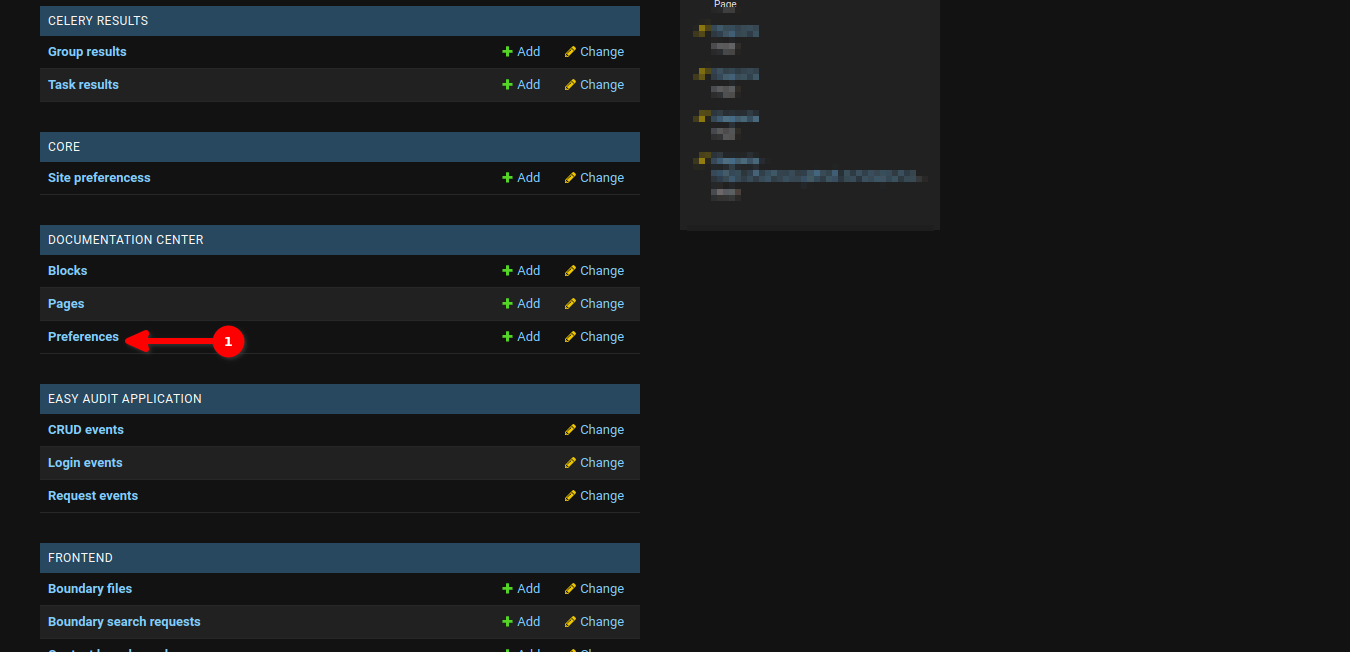 Page
CELERY RESULTS
Group results Add Change
Task results Add Change
CORE
Site preferencess Add Change
DOCUMENTATION CENTER
Blocks Add Change
Pages Add Change
Preferences 1 Add Change
EASY AUDIT APPLICATION
CRUD events Change
Login events Change
Request events Change
FRONTEND
Boundary files Add Change
Boundary search requests Add Change